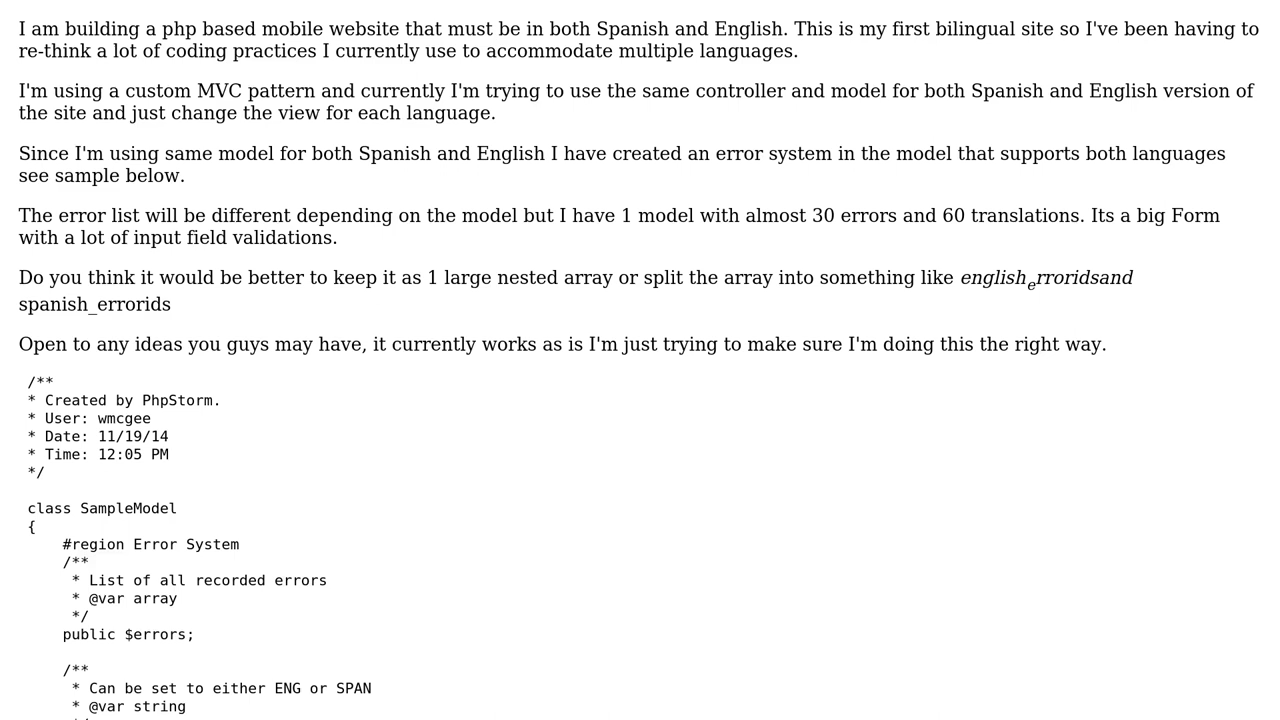 I am building a php based mobile website that must be in both Spanish and English. This is my first bilingual site so I've been having to
re-think a lot of coding practices I currently use to accommodate multiple languages.
I'm using a custom MVC pattern and currently I'm trying to use the same controller and model for both Spanish and English version of
the site and just change the view for each language.
Since I'm using same model for both Spanish and English I have created an error system in the model that supports both languages
see sample below.
The error list will be different depending on the model but I have 1 model with almost 30 errors and 60 translations. Its a big Form
with a lot of input field validations.
Do you think it would be better to keep it as 1 large nested array or split the array into something like english_erroridsand
spanish_errorids
Open to any ideas you guys may have, it currently works as is I'm just trying to make sure I'm doing this the right way.
/**
* Created by PhpStorm.
* User: wmcgee
* Date: 11/19/14
* Time: 12:05 PM
*/
class SampleModel
{
#region Error System
/**
* List of all recorded errors
* @var array
*/
public $errors;
/**
* Can be set to either ENG or SPAN
* @var string